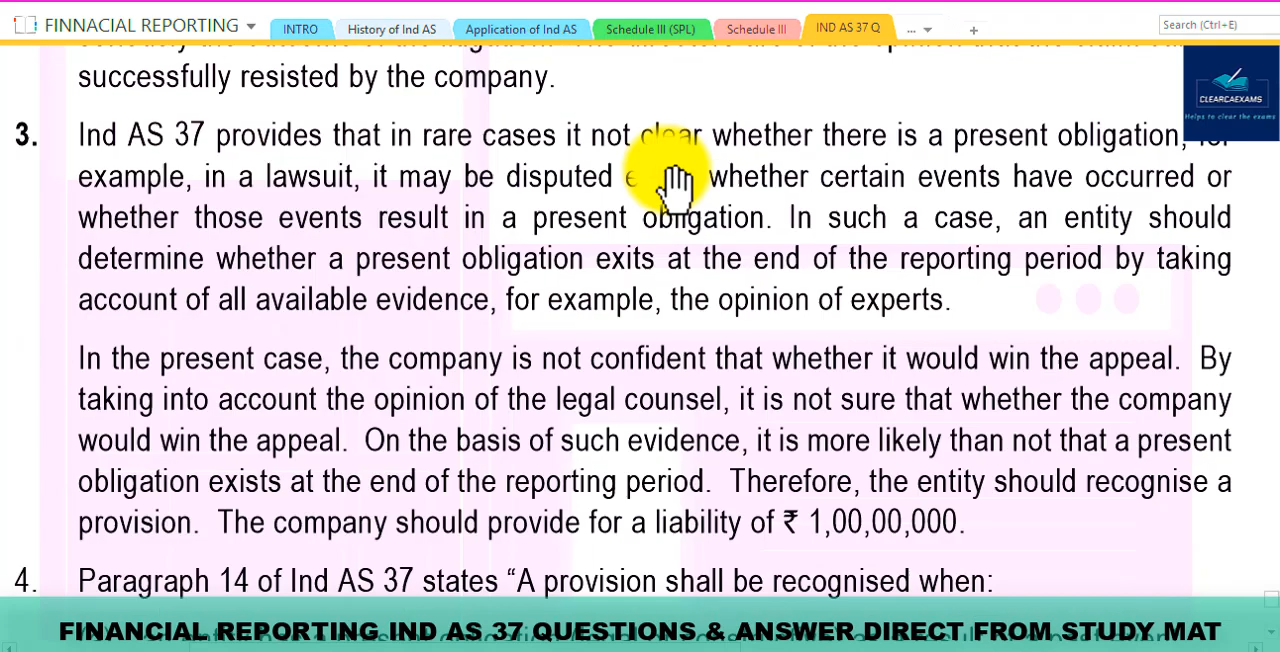 FINNACIAL REPORTING
INTRO
History of Ind AS
Application of Ind AS
Schedule III (SPL)
Schedule III
IND AS 37 Q
...
Search (Ctrl+E)
successfully resisted by the company.
CLEARCAEXAMS
Helps to clear the exams
3. Ind AS 37 provides that in rare cases it not clear whether there is a present obligation, for
example, in a lawsuit, it may be disputed whether certain events have occurred or
whether those events result in a present obligation. In such a case, an entity should
determine whether a present obligation exits at the end of the reporting period by taking
account of all available evidence, for example, the opinion of experts.
In the present case, the company is not confident that whether it would win the appeal. By
taking into account the opinion of the legal counsel, it is not sure that whether the company
would win the appeal. On the basis of such evidence, it is more likely than not that a present
obligation exists at the end of the reporting period. Therefore, the entity should recognise a
provision. The company should provide for a liability of ₹ 1,00,00,000.
4. Paragraph 14 of Ind AS 37 states “A provision shall be recognised when:
FINANCIAL REPORTING IND AS 37 QUESTIONS & ANSWER DIRECT FROM STUDY MAT